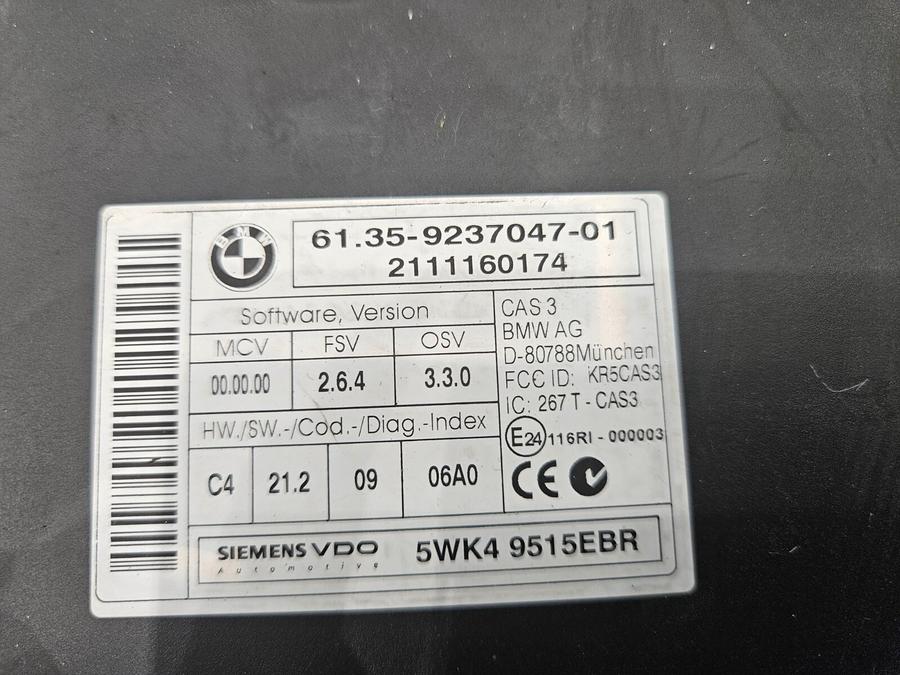 BMW
61.35-9237047-01
2111160174
Software, Version
MCV FSV OSV
00.00.00 2.6.4 3.3.0
HW./SW.-/Cod.-/Diag.-Index
C4 21.2 09 06A0
CAS 3
BMW AG
D-80788München
FCC ID: KR5CAS3
IC: 267 T - CAS3
E24 116RI - 000003
CE
SIEMENS VDO 5WK4 9515EBR
Automotive